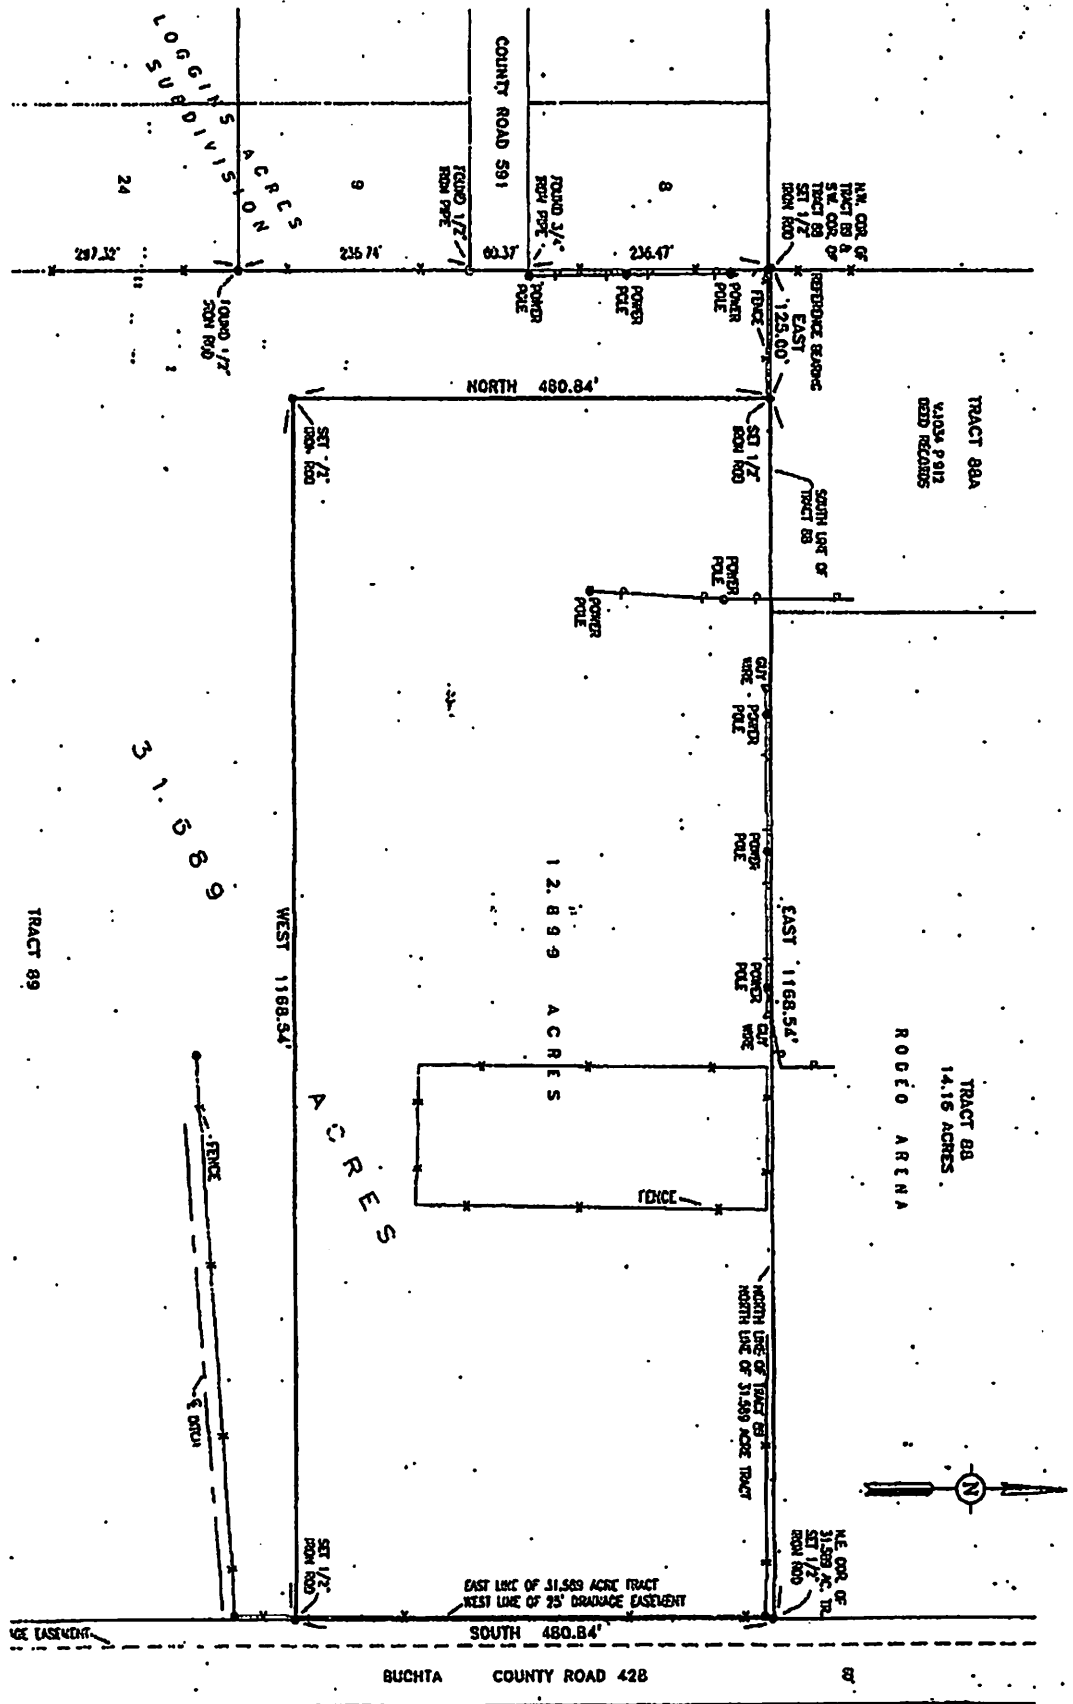 LOGGINS ACRES
SUBDIVISION
24
9
8
COUNTY ROAD 591
297.32'
236.74'
60.37'
236.47'
FOUND 1/2"
IRON ROD
FOUND 1/2"
IRON PIPE
FOUND 3/4"
IRON PIPE
POWER
POLE
POWER
POLE
POWER
POLE
FENCE
N.W. COR. OF
TRACT 89 &
S.W. COR. OF
TRACT 88
SET 1/2"
IRON ROD
REFERENCE BEARING
EAST
125.00'
NORTH 480.84'
SET 1/2"
IRON ROD
SET 1/2"
IRON ROD
TRACT 88A
V.1034 P.912
DEED RECORDS
SOUTH LINE OF
TRACT 88
POWER
POLE
POWER
POLE
GUY
WIRE
POWER
POLE
POWER
POLE
POWER
POLE
GUY
WIRE
EAST 1168.54'
12.899 ACRES
WEST 1168.54'
31.589 ACRES
TRACT 89
TRACT 88
14.16 ACRES
RODEO ARENA
FENCE
FENCE
℄ DITCH
NORTH LINE OF TRACT 89
NORTH LINE OF 31.589 ACRE TRACT
N
N.E. COR. OF
31.589 AC. TR.
SET 1/2"
IRON ROD
SET 1/2"
IRON ROD
EAST LINE OF 31.589 ACRE TRACT
WEST LINE OF 25' DRAINAGE EASEMENT
SOUTH 480.84'
GE EASEMENT
BUCHTA COUNTY ROAD 428